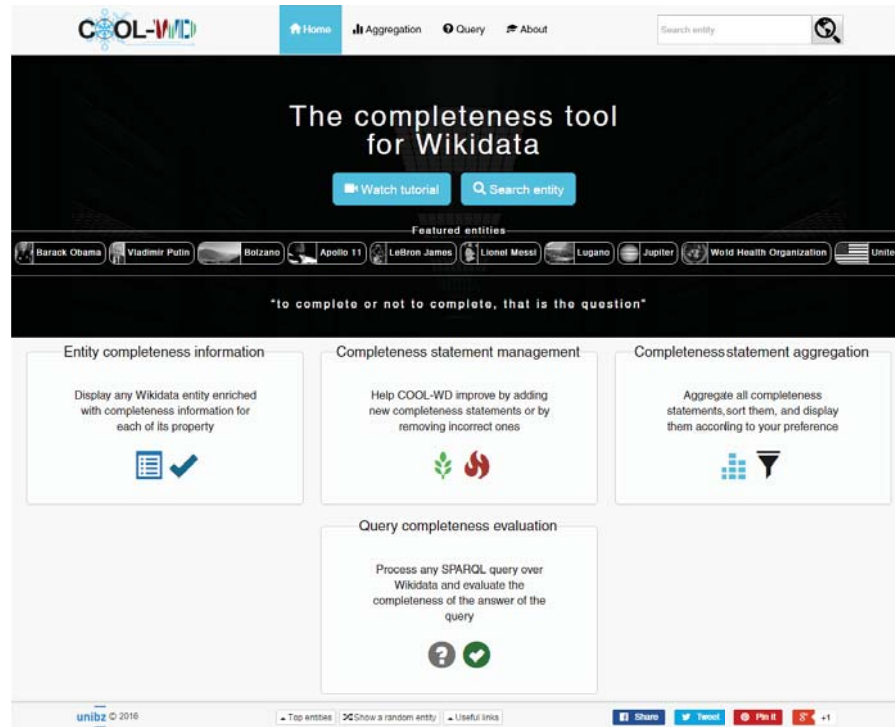 COOL-WD
Home Aggregation Query About Search entity
The completeness tool
for Wikidata
Watch tutorial Search entity
Featured entities
Barack Obama Vladimir Putin Bolzano Apollo 11 LeBron James Lionel Messi Lugano Jupiter World Health Organization Unite
"to complete or not to complete, that is the question"
Entity completeness information
Display any Wikidata entity enriched
with completeness information for
each of its property
Completeness statement management
Help COOL-WD improve by adding
new completeness statements or by
removing incorrect ones
Completeness statement aggregation
Aggregate all completeness
statements,sort them, and display
them according to your preference
Query completeness evaluation
Process any SPARQL query over
Wikidata and evaluate the
completeness of the answer of the
query
unibz © 2016 Top entities Show a random entity Useful links Share Tweet Pin it 8+ +1